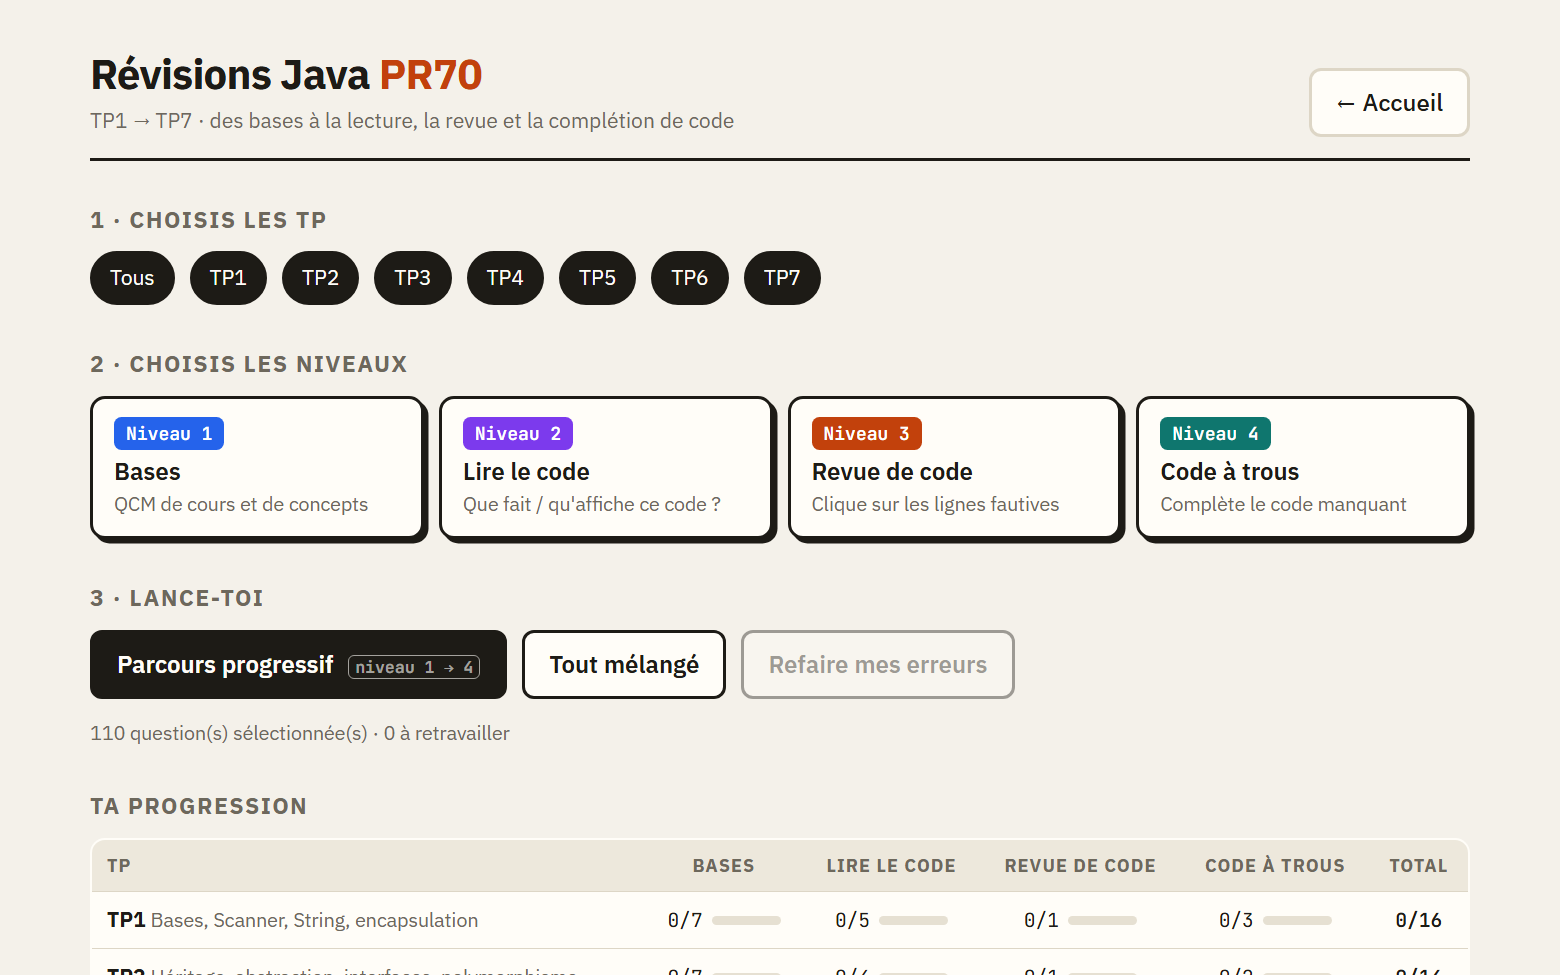 Révisions Java PR70
TP1 → TP7 · des bases à la lecture, la revue et la complétion de code
← Accueil
1 · CHOISIS LES TP
Tous TP1 TP2 TP3 TP4 TP5 TP6 TP7
2 · CHOISIS LES NIVEAUX
Niveau 1
Bases
QCM de cours et de concepts
Niveau 2
Lire le code
Que fait / qu'affiche ce code ?
Niveau 3
Revue de code
Clique sur les lignes fautives
Niveau 4
Code à trous
Complète le code manquant
3 · LANCE-TOI
Parcours progressif niveau 1 → 4
Tout mélangé
Refaire mes erreurs
110 question(s) sélectionnée(s) · 0 à retravailler
TA PROGRESSION
TP BASES LIRE LE CODE REVUE DE CODE CODE À TROUS TOTAL
TP1 Bases, Scanner, String, encapsulation 0/7 0/5 0/1 0/3 0/16